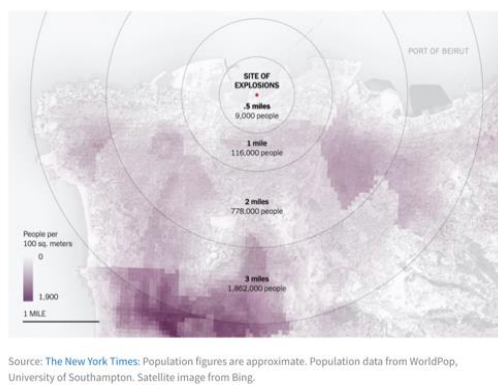 PORT OF BEIRUT
SITE OF
EXPLOSIONS
.5 miles
9,000 people
1 mile
116,000 people
2 miles
778,000 people
3 miles
1,862,000 people
People per
100 sq. meters
0
1,900
1 MILE
Source: The New York Times: Population figures are approximate. Population data from WorldPop,
University of Southampton. Satellite image from Bing.